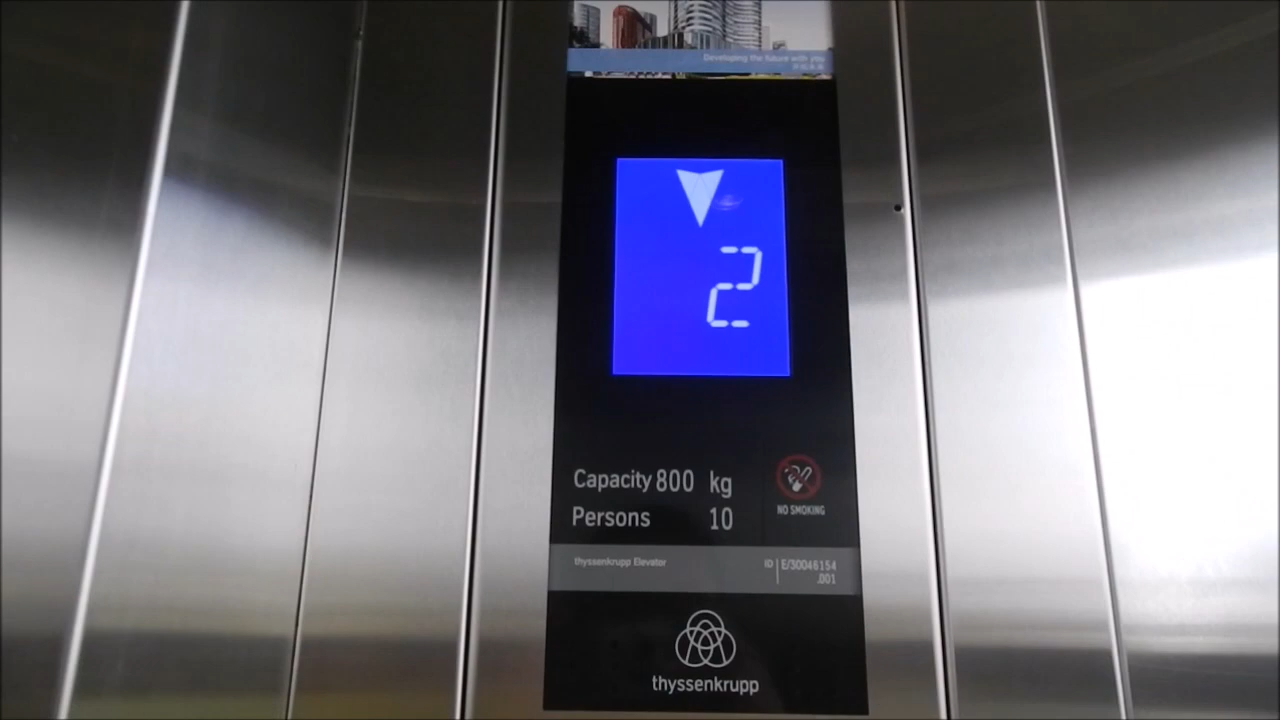 Developing the future with you
2
Capacity 800 kg
Persons 10
NO SMOKING
thyssenkrupp Elevator
ID E/30046154
.001
thyssenkrupp